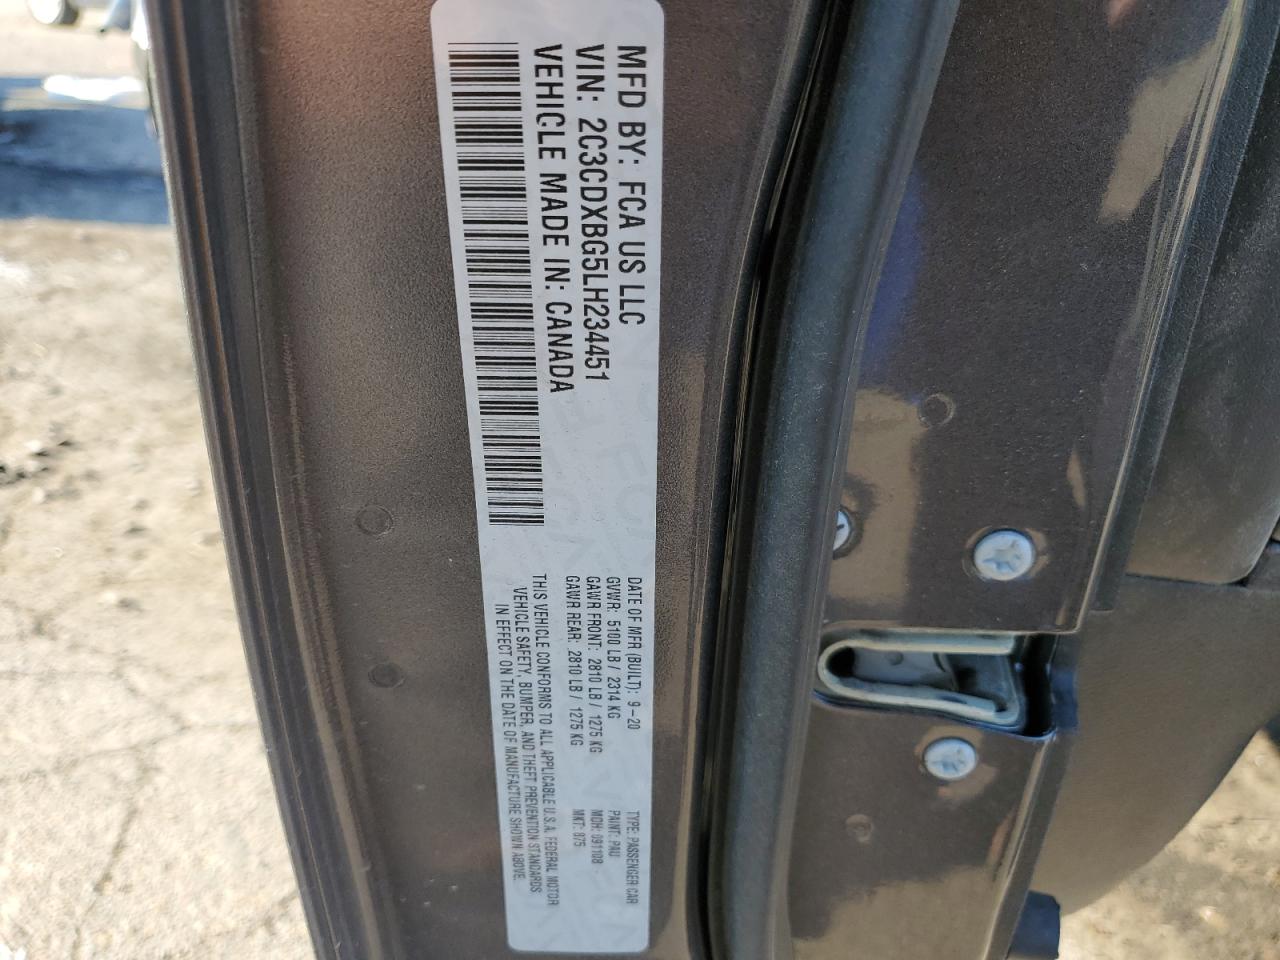 MFD BY: FCA US LLC
VIN: 2C3CDXBG5LH234451
VEHICLE MADE IN: CANADA
DATE OF MFR (BUILT): 9-20
GVWR: 5100 LB / 2314 KG
GAWR FRONT: 2810 LB / 1275 KG
GAWR REAR: 2810 LB / 1275 KG
TYPE: PASSENGER CAR
PAINT: PAU
MDH: 091108
MKT: 875
THIS VEHICLE CONFORMS TO ALL APPLICABLE U.S.A. FEDERAL MOTOR
VEHICLE SAFETY, BUMPER, AND THEFT PREVENTION STANDARDS
IN EFFECT ON THE DATE OF MANUFACTURE SHOWN ABOVE.